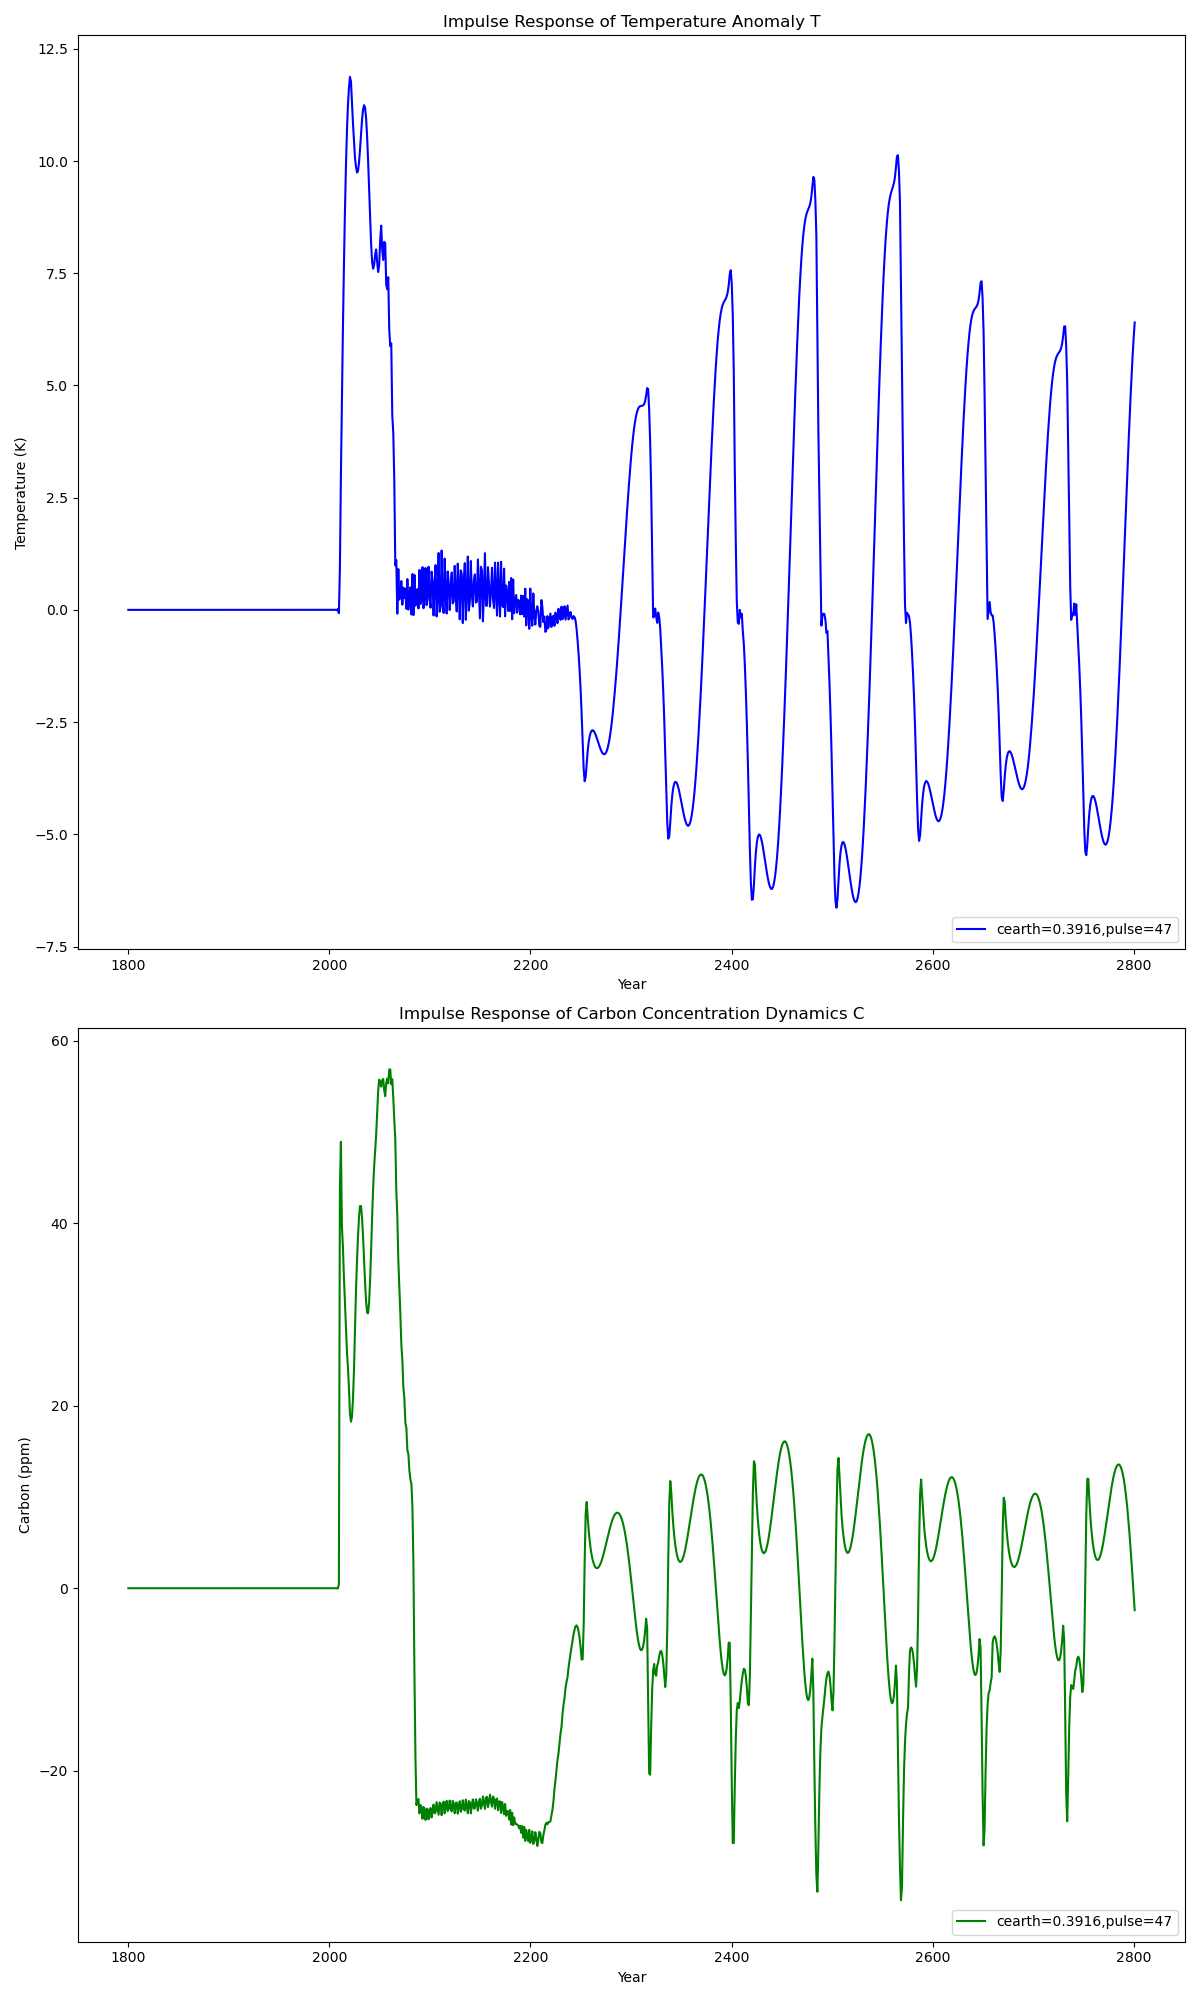 Impulse Response of Temperature Anomaly T
12.5
10.0
7.5
5.0
2.5
0.0
−2.5
−5.0
−7.5
Temperature (K)
cearth=0.3916,pulse=47
1800 2000 2200 2400 2600 2800
Year
Impulse Response of Carbon Concentration Dynamics C
60
40
20
0
−20
Carbon (ppm)
cearth=0.3916,pulse=47
1800 2000 2200 2400 2600 2800
Year